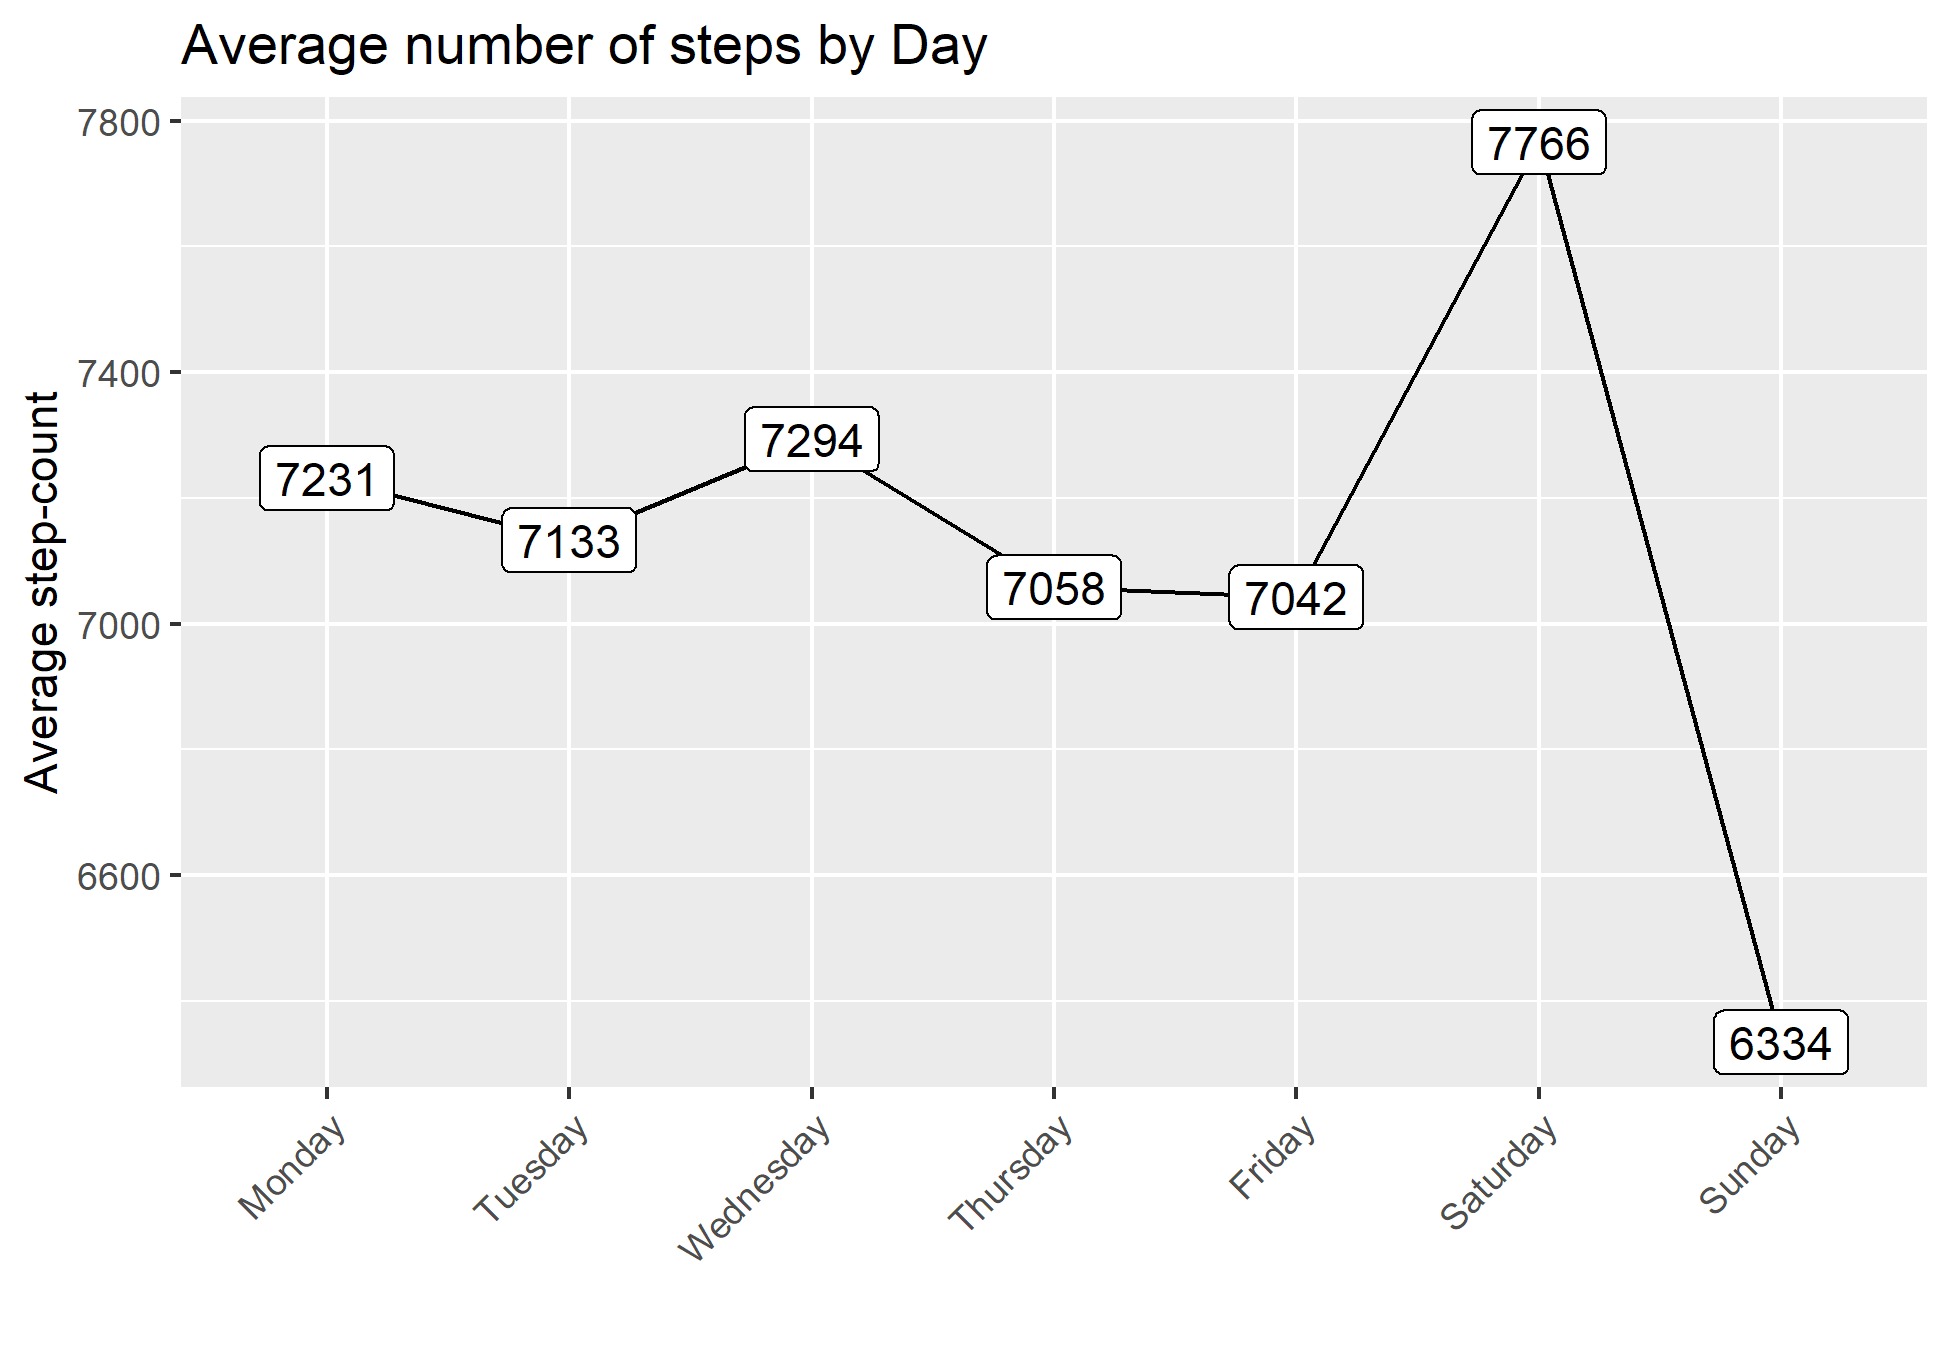 Average number of steps by Day
Average step-count
7800
7400
7000
6600
7231
7133
7294
7058
7042
7766
6334
Monday
Tuesday
Wednesday
Thursday
Friday
Saturday
Sunday